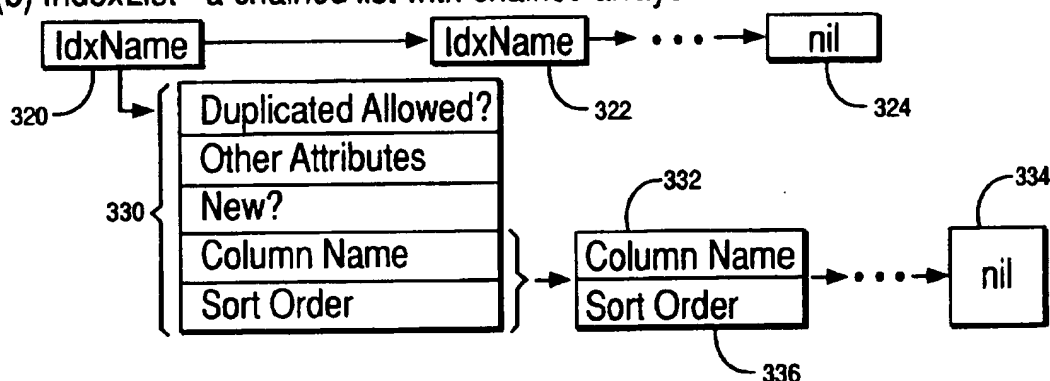 IndexList - a chained list with chained arrays
IdxName
IdxName
nil
320
322
324
Duplicated Allowed?
Other Attributes
New?
Column Name
Sort Order
330
332
334
Column Name
Sort Order
nil
336